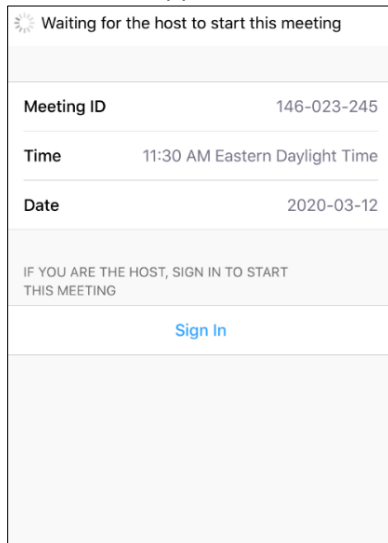 Waiting for the host to start this meeting
Meeting ID 146-023-245
Time 11:30 AM Eastern Daylight Time
Date 2020-03-12
IF YOU ARE THE HOST, SIGN IN TO START
THIS MEETING
Sign In